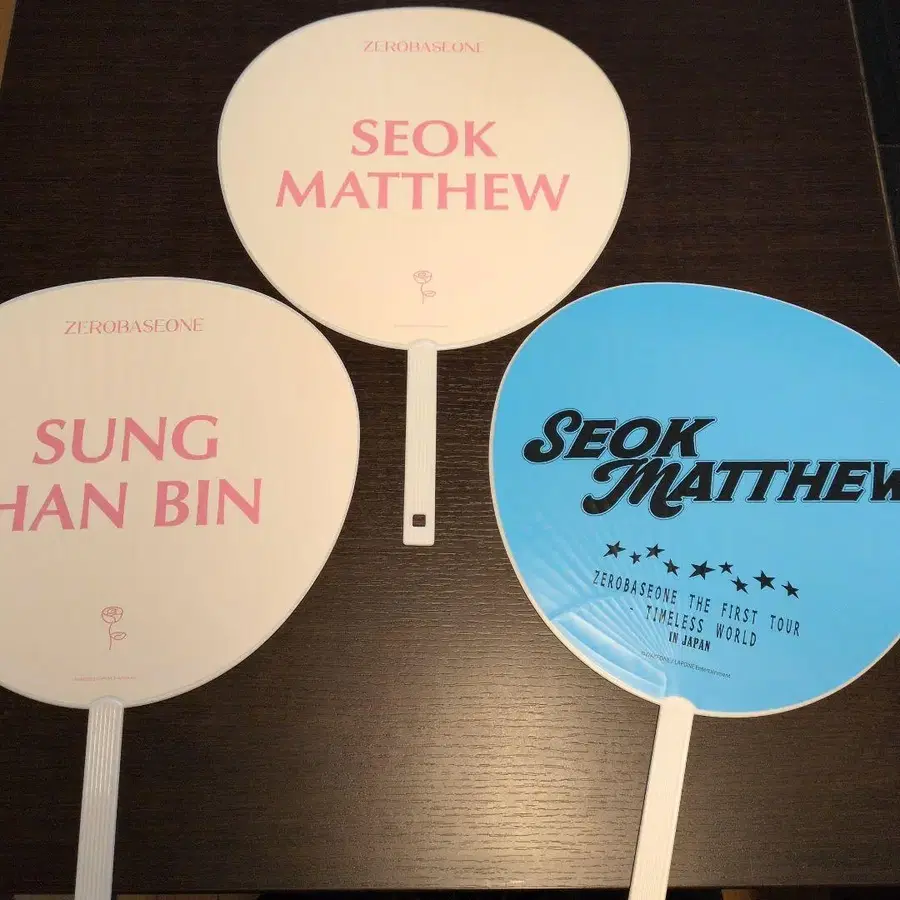 ZEROBASEONE
SEOK
MATTHEW
ZEROBASEONE
SUNG
HAN BIN
SEOK
MATTHEW
ZEROBASEONE THE FIRST TOUR
- TIMELESS WORLD
IN JAPAN